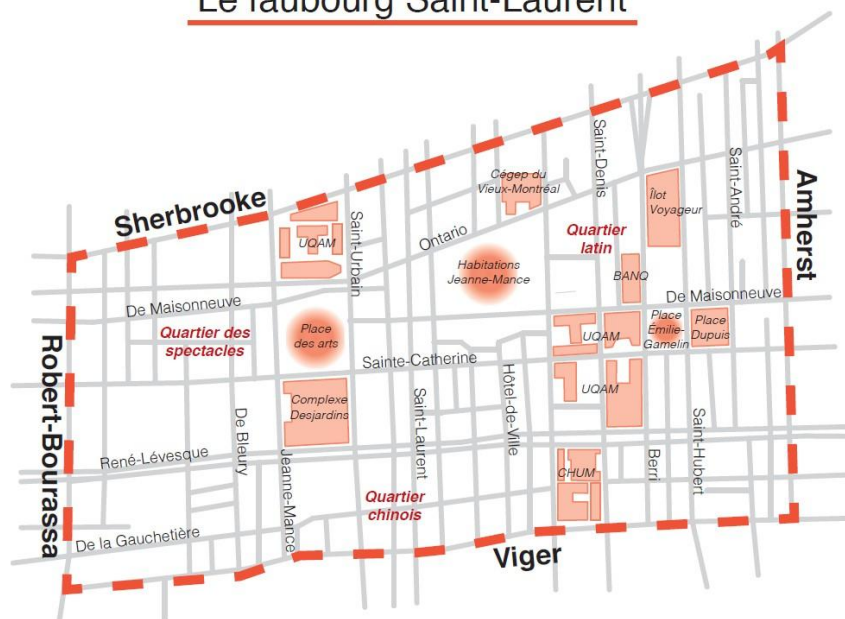 Le faubourg Saint-Laurent
Sherbrooke
Amherst
Robert-Bourassa
Viger
Saint-Denis
Saint-André
Cégep du
Vieux-Montréal
Îlot
Voyageur
UQAM
Saint-Urbain
Ontario
Quartier
latin
Habitations
Jeanne-Mance
BANQ
De Maisonneuve
De Maisonneuve
Quartier des
spectacles
Place
des arts
UQAM
Place
Émilie-
Gamelin
Place
Dupuis
Sainte-Catherine
Hôtel-de-Ville
UQAM
Complexe
Desjardins
Saint-Laurent
De Bleury
Saint-Hubert
René-Lévesque
Jeanne-Mance
CHUM
Berri
Quartier
chinois
De la Gauchetière